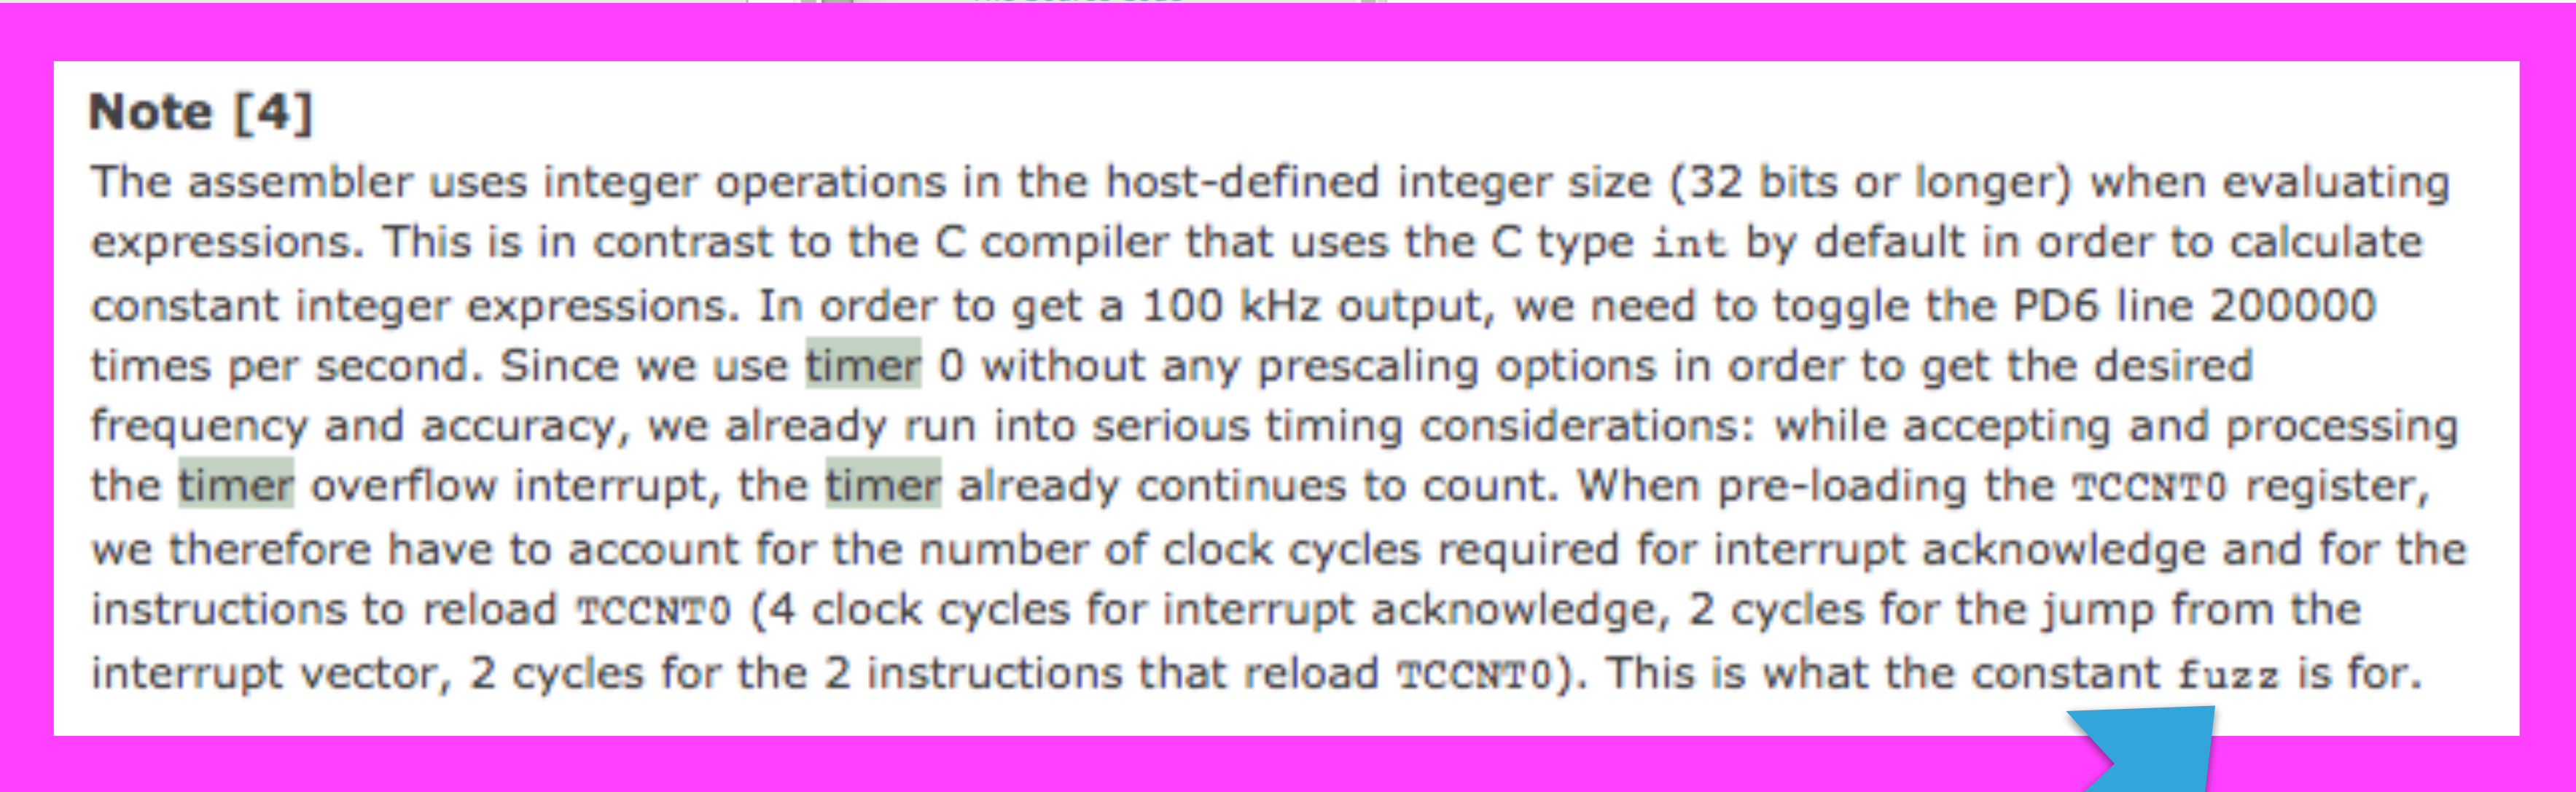 Note [4]
The assembler uses integer operations in the host-defined integer size (32 bits or longer) when evaluating
expressions. This is in contrast to the C compiler that uses the C type int by default in order to calculate
constant integer expressions. In order to get a 100 kHz output, we need to toggle the PD6 line 200000
times per second. Since we use timer 0 without any prescaling options in order to get the desired
frequency and accuracy, we already run into serious timing considerations: while accepting and processing
the timer overflow interrupt, the timer already continues to count. When pre-loading the TCCNT0 register,
we therefore have to account for the number of clock cycles required for interrupt acknowledge and for the
instructions to reload TCCNT0 (4 clock cycles for interrupt acknowledge, 2 cycles for the jump from the
interrupt vector, 2 cycles for the 2 instructions that reload TCCNT0). This is what the constant fuzz is for.